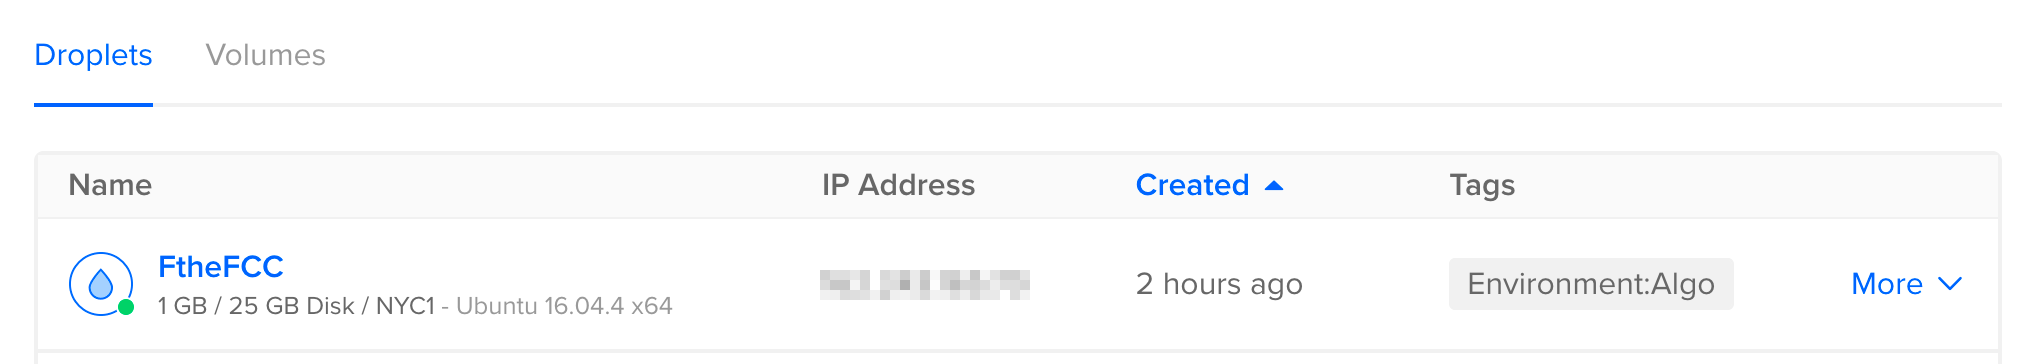 Droplets Volumes
Name IP Address Created Tags
FtheFCC
1 GB / 25 GB Disk / NYC1 - Ubuntu 16.04.4 x64
2 hours ago Environment:Algo More